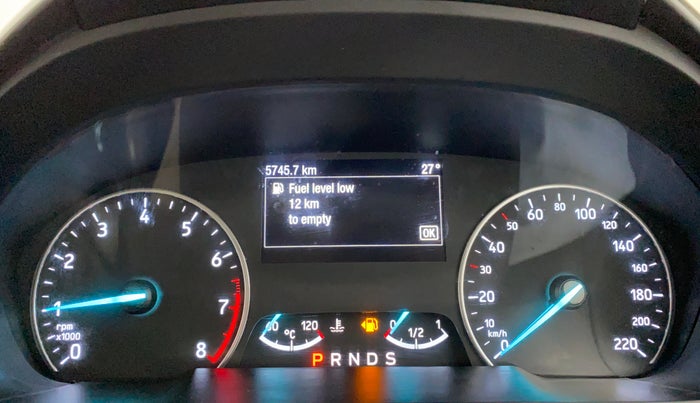 5745.7 km 27°
Fuel level low
12 km
to empty
OK
0 1 2 3 4 5 6 7 8
rpm
x1000
0 10 20 30 40 50 60 80 100 120 140 160 180 200 220
km/h
°C 120
0 1/2 1
P R N D S